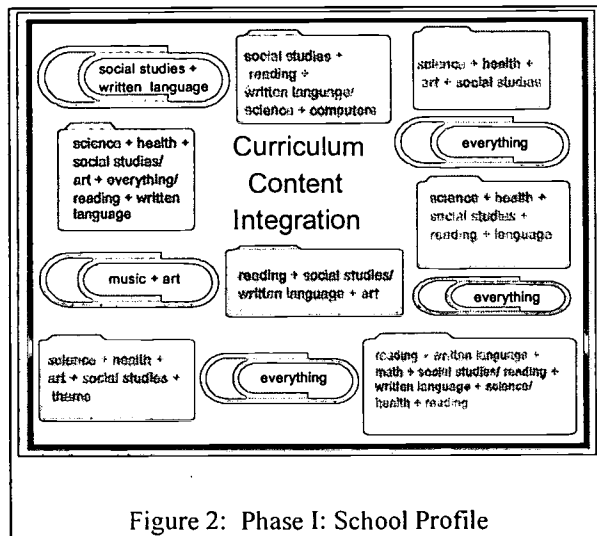 social studies +
written language
social studies +
reading +
written language/
science + computers
science + health +
art + social studies
science + health +
social studies/
art + everything/
reading + written
language
Curriculum
Content
Integration
everything
science + health +
social studies +
reading + language
music + art
reading + social studies/
written language + art
everything
science + health +
art + social studies +
theme
everything
reading + written language +
math + social studies/ reading +
written language + science/
health + reading
Figure 2: Phase I: School Profile